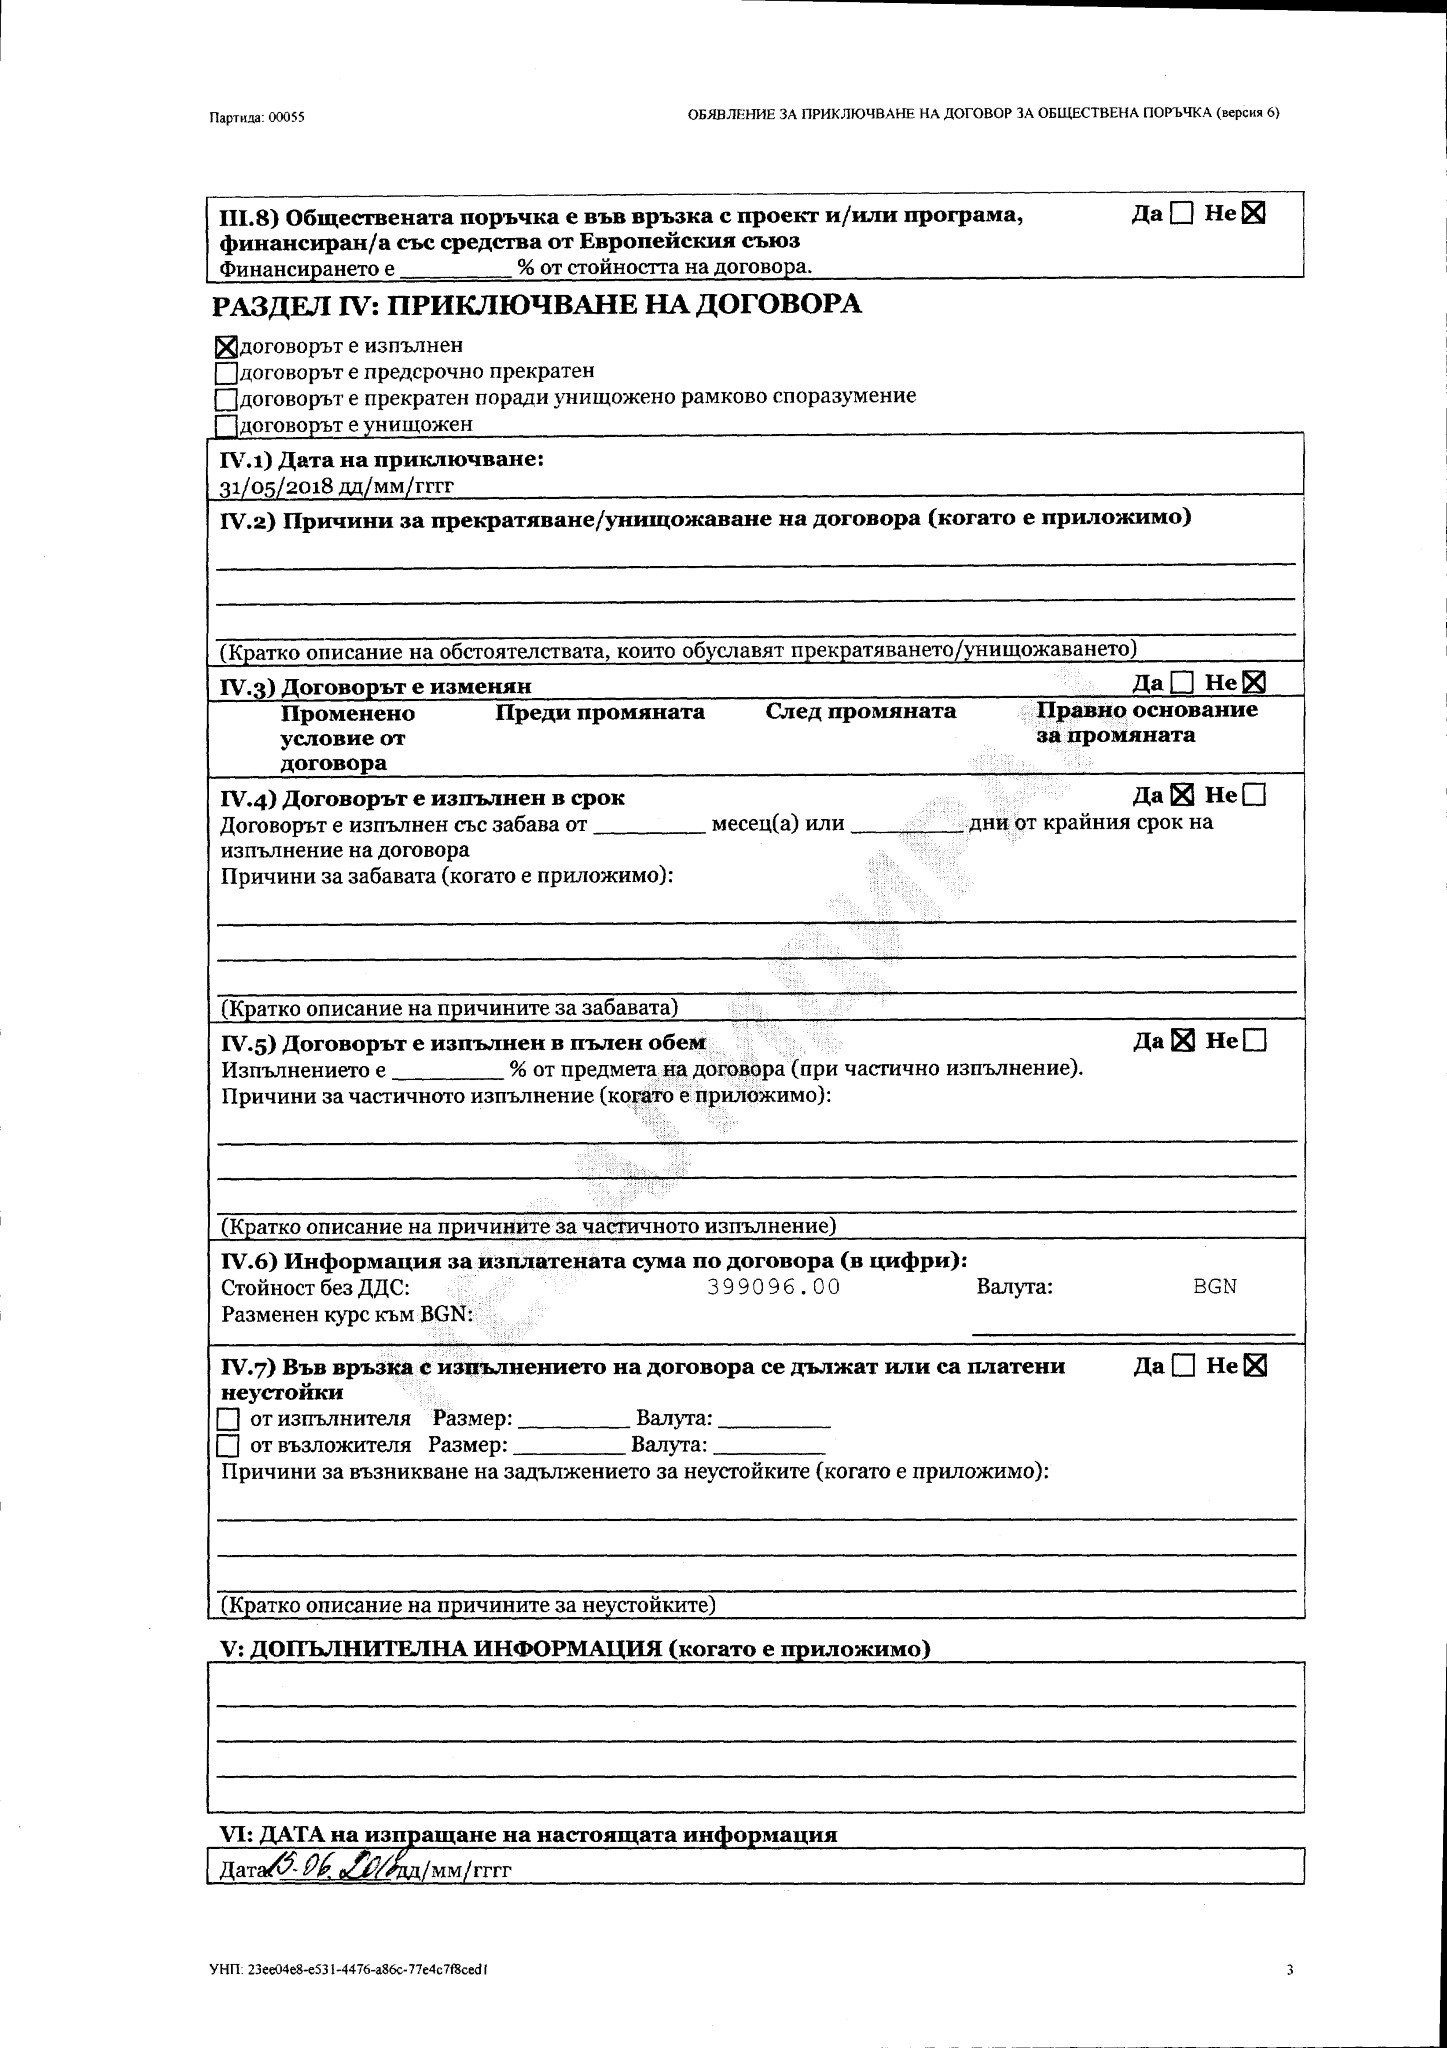 Партида: 00055
ОБЯВЛЕНИЕ ЗА ПРИКЛЮЧВАНЕ НА ДОГОВОР ЗА ОБЩЕСТВЕНА ПОРЪЧКА (версия 6)
III.8) Обществената поръчка е във връзка с проект и/или програма, Да Не
финансиран/а със средства от Европейския съюз
Финансирането е __________ % от стойността на договора.
РАЗДЕЛ IV: ПРИКЛЮЧВАНЕ НА ДОГОВОРА
договорът е изпълнен
договорът е предсрочно прекратен
договорът е прекратен поради унищожено рамково споразумение
договорът е унищожен
IV.1) Дата на приключване:
31/05/2018 дд/мм/гггг
IV.2) Причини за прекратяване/унищожаване на договора (когато е приложимо)
(Кратко описание на обстоятелствата, които обуславят прекратяването/унищожаването)
IV.3) Договорът е изменян Да Не
Променено Преди промяната След промяната Правно основание
условие от за промяната
договора
IV.4) Договорът е изпълнен в срок Да Не
Договорът е изпълнен със забава от __________ месец(а) или __________ дни от крайния срок на
изпълнение на договора
Причини за забавата (когато е приложимо):
(Кратко описание на причините за забавата)
IV.5) Договорът е изпълнен в пълен обем Да Не
Изпълнението е __________ % от предмета на договора (при частично изпълнение).
Причини за частичното изпълнение (когато е приложимо):
(Кратко описание на причините за частичното изпълнение)
IV.6) Информация за изплатената сума по договора (в цифри):
Стойност без ДДС: 399096.00 Валута: BGN
Разменен курс към BGN:
IV.7) Във връзка с изпълнението на договора се дължат или са платени Да Не
неустойки
от изпълнителя Размер: __________ Валута: __________
от възложителя Размер: __________ Валута: __________
Причини за възникване на задължението за неустойките (когато е приложимо):
(Кратко описание на причините за неустойките)
V: ДОПЪЛНИТЕЛНА ИНФОРМАЦИЯ (когато е приложимо)
VI: ДАТА на изпращане на настоящата информация
Дата: 15.06.2018 дд/мм/гггг
УНП: 23ee04e8-e531-4476-a86c-77e4c7f8ced1
3